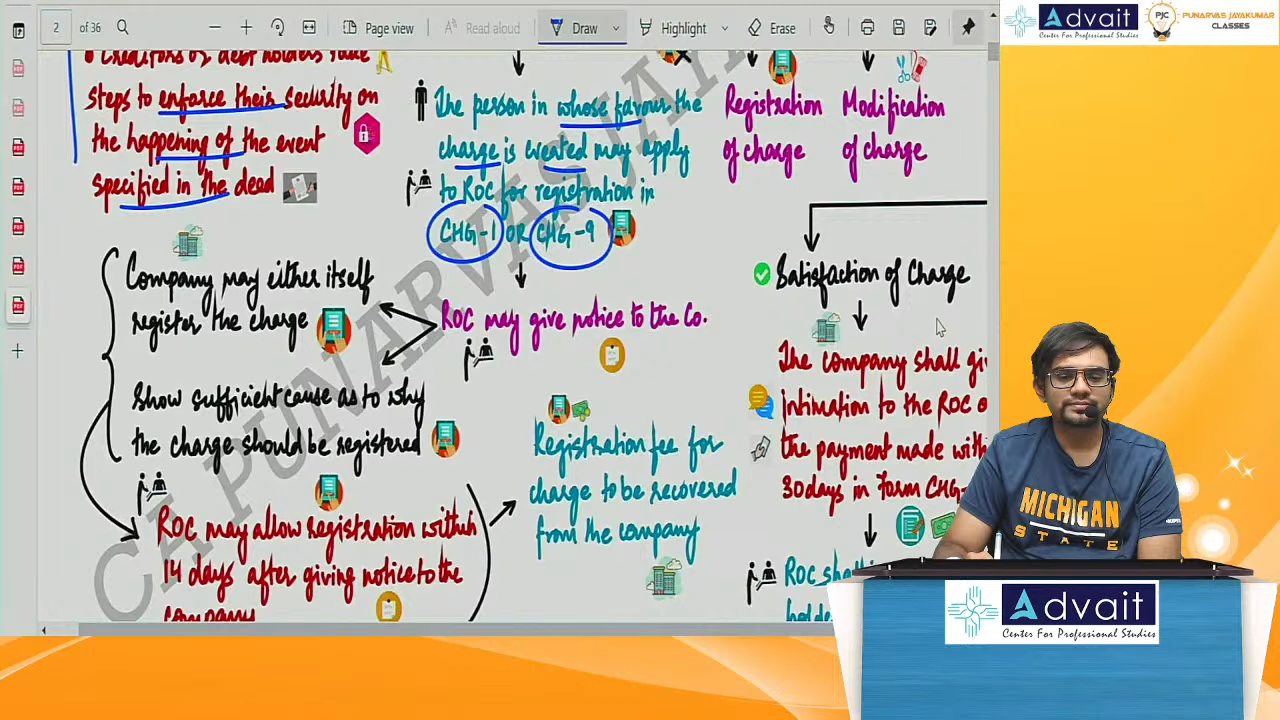 2 of 36
Page view
Read aloud
Draw
Highlight
Erase
Advait
Center For Professional Studies
PJC
PUNARVAS JAYAKUMAR
CLASSES
steps to enforce their security on
the happening of the event
specified in the deed
The person in whose favour the
charge is created may apply
to ROC for registration in
CHG-1 OR CHG-9
Registration
of charge
Modification
of charge
Company may either itself
register the charge
Show sufficient cause as to why
the charge should be registered
ROC may give notice to the Co.
Satisfaction of Charge
The company shall gi
intimation to the ROC o
the payment made with
30 days in Form CHG-
Registration fee for
charge to be recovered
from the company
ROC may allow registration within
14 days after giving notice to the
company
ROC shall
holde
CA PUNARVAS JAI
MICHIGAN
STATE
Advait
Center For Professional Studies